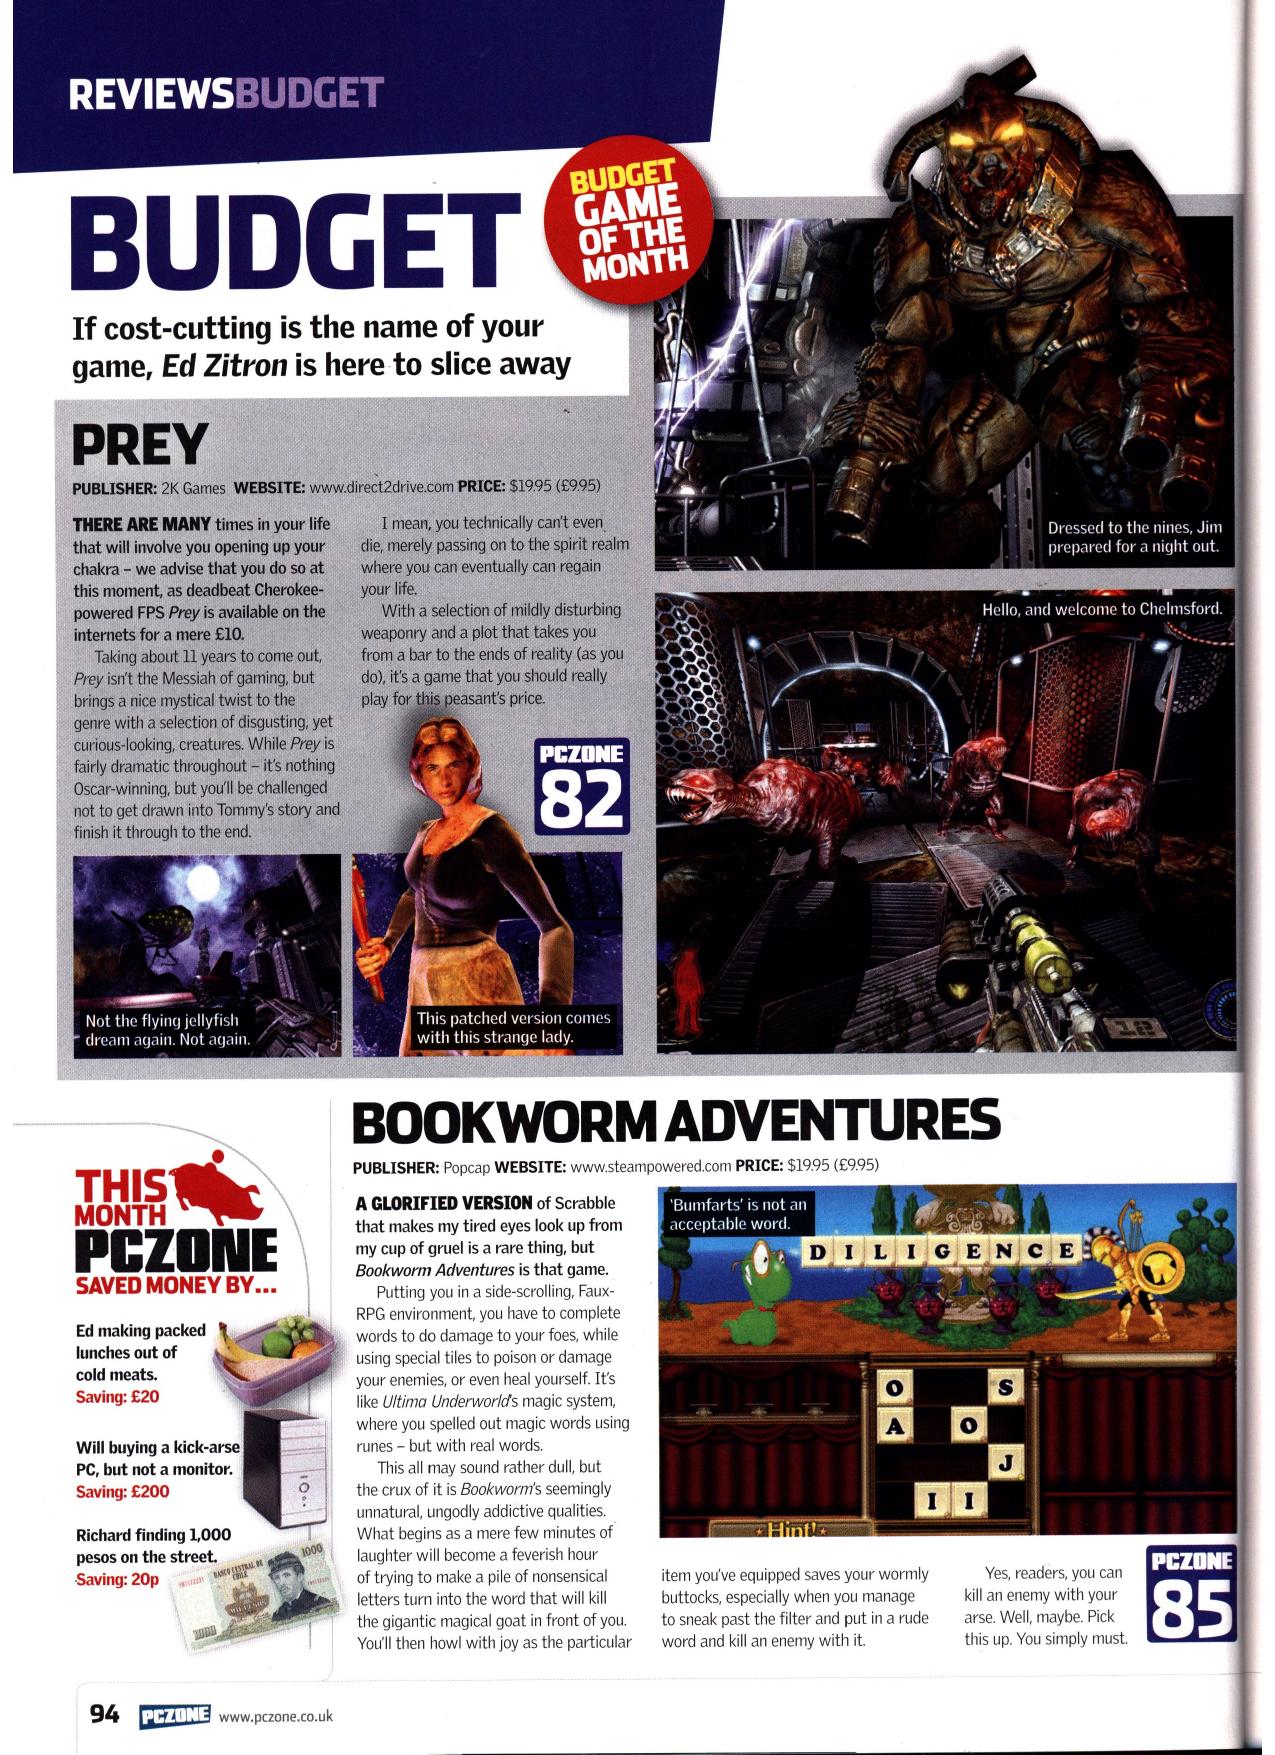 REVIEWSBUDGET
BUDGET
GAME
OF THE
MONTH
BUDGET
If cost-cutting is the name of your
game, Ed Zitron is here to slice away
PREY
PUBLISHER: 2K Games WEBSITE: www.direct2drive.com PRICE: $19.95 (£9.95)
THERE ARE MANY times in your life
that will involve you opening up your
chakra – we advise that you do so at
this moment, as deadbeat Cherokee-
powered FPS Prey is available on the
internets for a mere £10.
Taking about 11 years to come out,
Prey isn't the Messiah of gaming, but
brings a nice mystical twist to the
genre with a selection of disgusting, yet
curious-looking, creatures. While Prey is
fairly dramatic throughout – it's nothing
Oscar-winning, but you'll be challenged
not to get drawn into Tommy's story and
finish it through to the end.
I mean, you technically can't even
die, merely passing on to the spirit realm
where you can eventually can regain
your life.
With a selection of mildly disturbing
weaponry and a plot that takes you
from a bar to the ends of reality (as you
do), it's a game that you should really
play for this peasant's price.
PCZONE
82
Dressed to the nines, Jim
prepared for a night out.
Hello, and welcome to Chelmsford.
Not the flying jellyfish
dream again. Not again.
This patched version comes
with this strange lady.
THIS
MONTH
PCZONE
SAVED MONEY BY...
Ed making packed
lunches out of
cold meats.
Saving: £20
Will buying a kick-arse
PC, but not a monitor.
Saving: £200
Richard finding 1,000
pesos on the street.
Saving: 20p
1000
BANCO CENTRAL DE
CHILE
1000
BOOKWORM ADVENTURES
PUBLISHER: Popcap WEBSITE: www.steampowered.com PRICE: $19.95 (£9.95)
A GLORIFIED VERSION of Scrabble
that makes my tired eyes look up from
my cup of gruel is a rare thing, but
Bookworm Adventures is that game.
Putting you in a side-scrolling, Faux-
RPG environment, you have to complete
words to do damage to your foes, while
using special tiles to poison or damage
your enemies, or even heal yourself. It's
like Ultima Underworld's magic system,
where you spelled out magic words using
runes – but with real words.
This all may sound rather dull, but
the crux of it is Bookworm's seemingly
unnatural, ungodly addictive qualities.
What begins as a mere few minutes of
laughter will become a feverish hour
of trying to make a pile of nonsensical
letters turn into the word that will kill
the gigantic magical goat in front of you.
You'll then howl with joy as the particular
'Bumfarts' is not an
acceptable word.
DILIGENCE
O S
A O
J
I I
Hint!
item you've equipped saves your wormly
buttocks, especially when you manage
to sneak past the filter and put in a rude
word and kill an enemy with it.
Yes, readers, you can
kill an enemy with your
arse. Well, maybe. Pick
this up. You simply must.
PCZONE
85
94 PCZONE www.pczone.co.uk